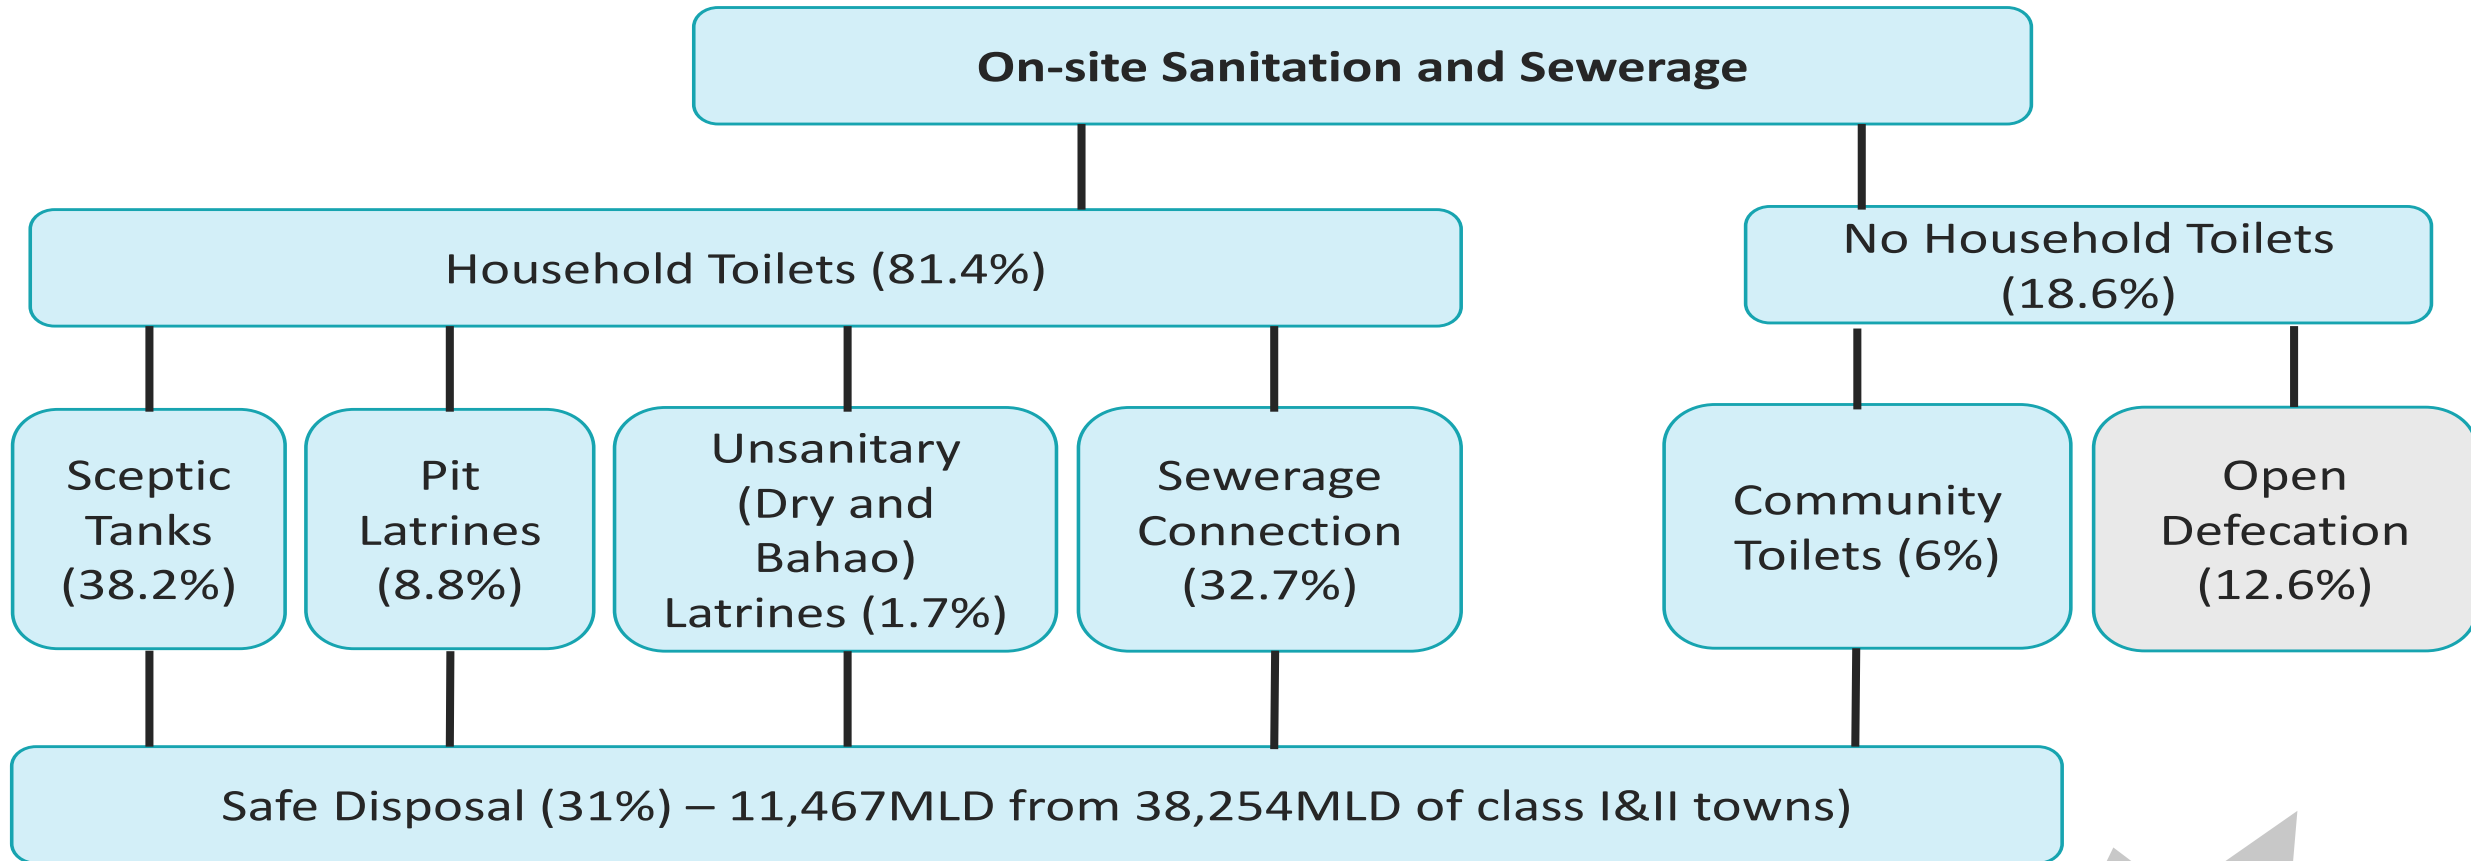 On-site Sanitation and Sewerage
Household Toilets (81.4%)
No Household Toilets
(18.6%)
Sceptic
Tanks
(38.2%)
Pit
Latrines
(8.8%)
Unsanitary
(Dry and
Bahao)
Latrines (1.7%)
Sewerage
Connection
(32.7%)
Community
Toilets (6%)
Open
Defecation
(12.6%)
Safe Disposal (31%) – 11,467MLD from 38,254MLD of class I&II towns)